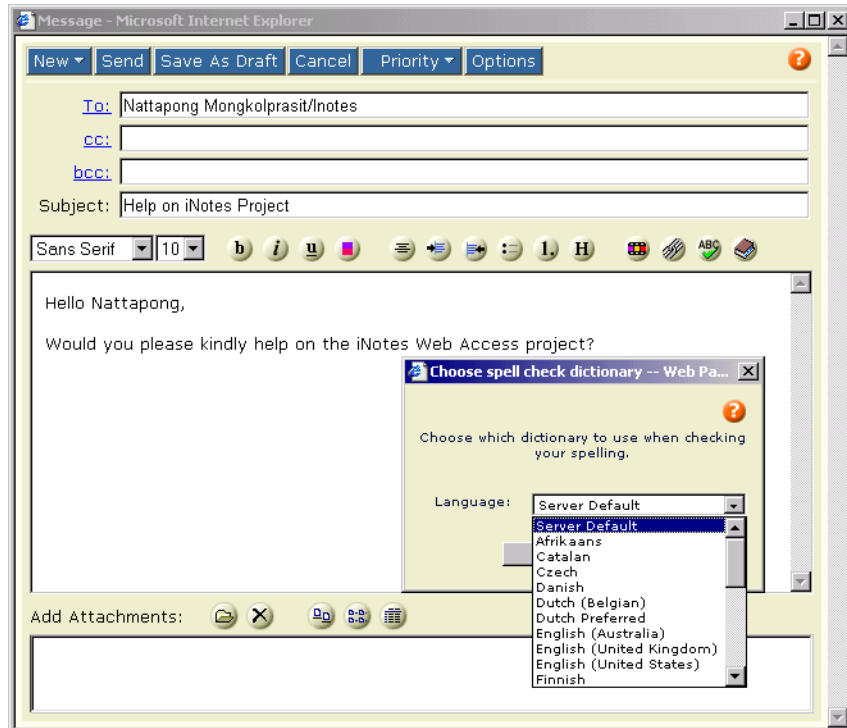 Message - Microsoft Internet Explorer
New Send Save As Draft Cancel Priority Options
To: Nattapong Mongkolprasit/Inotes
cc:
bcc:
Subject: Help on iNotes Project
Sans Serif 10 b i u 1. H ABC
Hello Nattapong,
Would you please kindly help on the iNotes Web Access project?
Choose spell check dictionary -- Web Pa...
Choose which dictionary to use when checking
your spelling.
Language: Server Default
Server Default
Afrikaans
Catalan
Czech
Danish
Dutch (Belgian)
Dutch Preferred
English (Australia)
English (United Kingdom)
English (United States)
Finnish
Add Attachments: